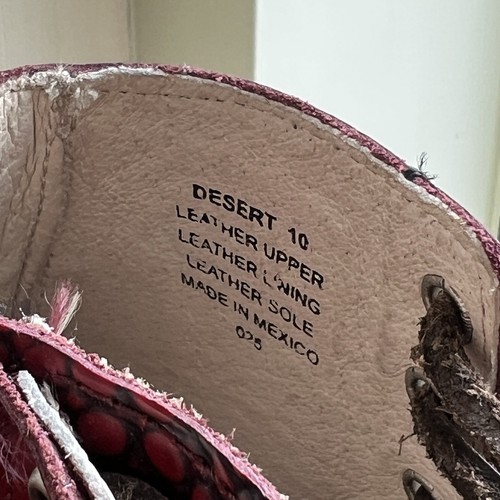 DESERT 10
LEATHER UPPER
LEATHER LINING
LEATHER SOLE
MADE IN MEXICO
025